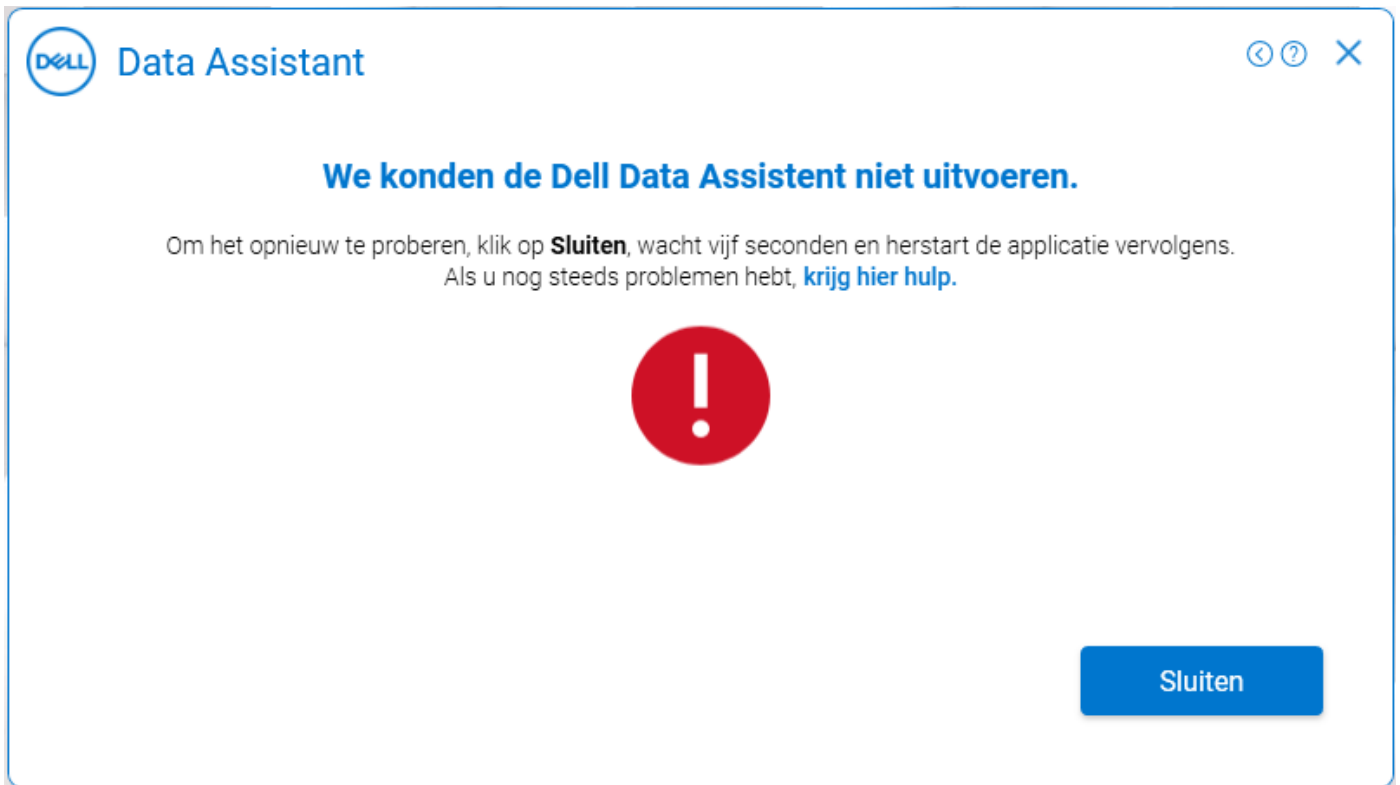 DELL
Data Assistant
We konden de Dell Data Assistent niet uitvoeren.
Om het opnieuw te proberen, klik op Sluiten, wacht vijf seconden en herstart de applicatie vervolgens.
Als u nog steeds problemen hebt, krijg hier hulp.
Sluiten